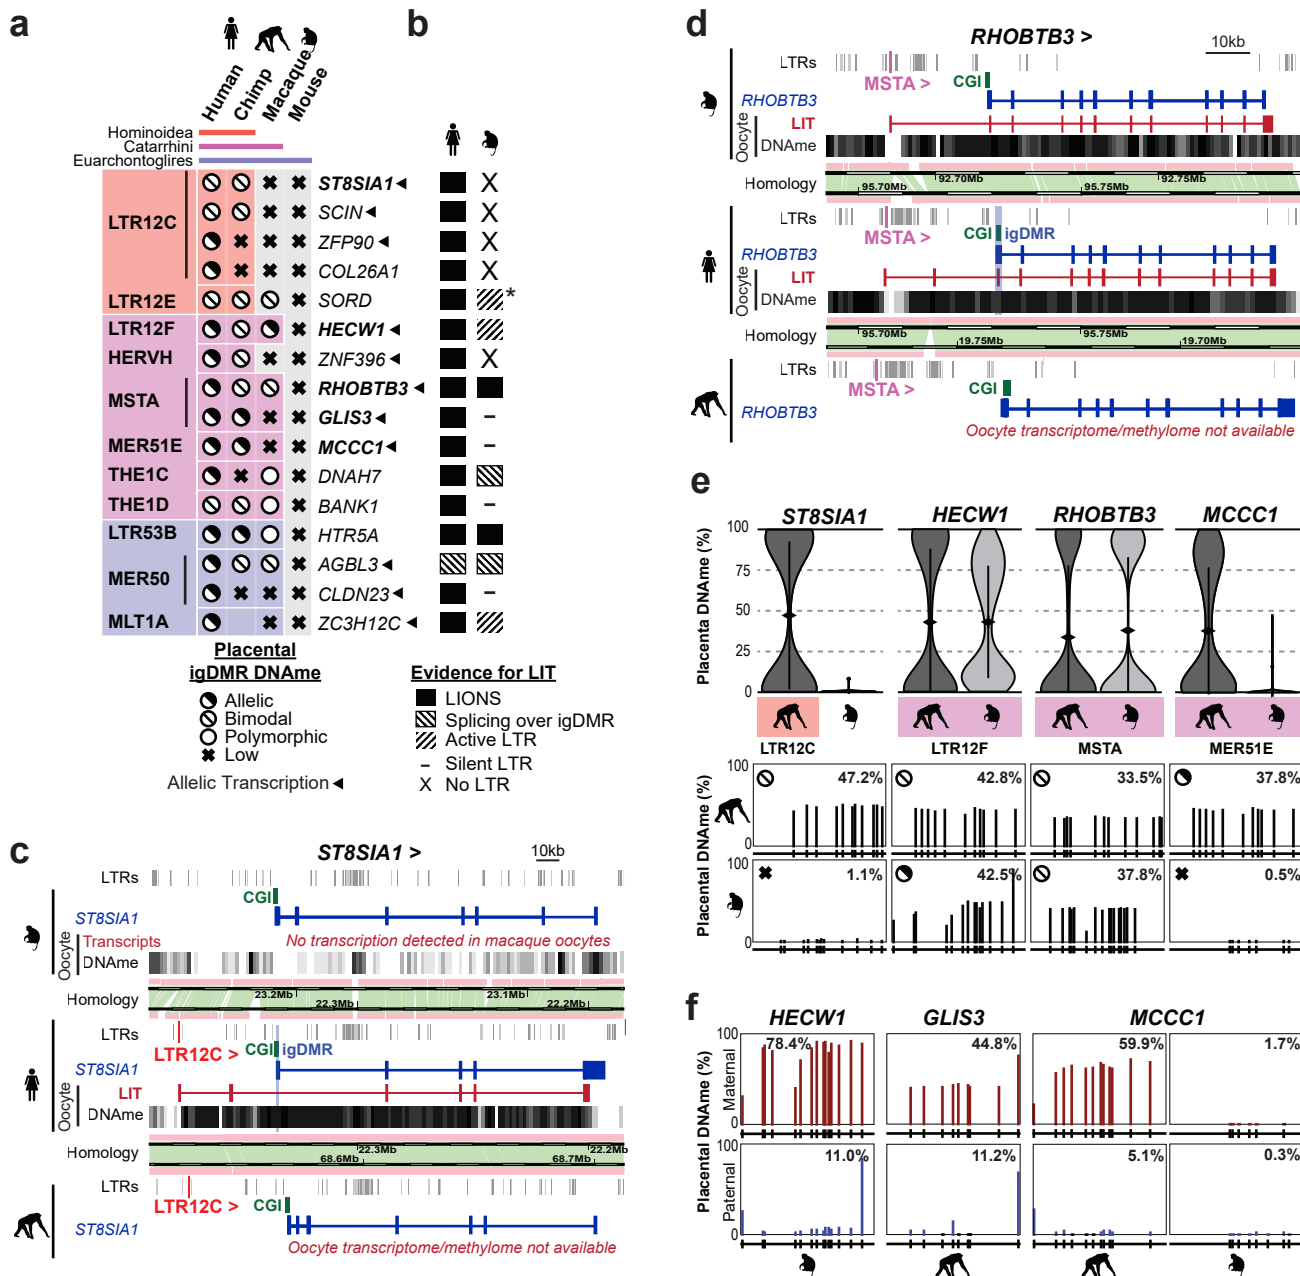 a
Human
Chimp
Macaque
Mouse
Hominoidea
Catarrhini
Euarchontoglires
LTR12C
ST8SIA1
SCIN
ZFP90
COL26A1
LTR12E
SORD
*
LTR12F
HECW1
HERVH
ZNF396
MSTA
RHOBTB3
GLIS3
MER51E
MCCC1
THE1C
DNAH7
THE1D
BANK1
LTR53B
HTR5A
MER50
AGBL3
CLDN23
MLT1A
ZC3H12C
Placental
igDMR DNAme
Allelic
Bimodal
Polymorphic
Low
Allelic Transcription
b
X
X
X
X
X
–
–
–
–
Evidence for LIT
LIONS
Splicing over igDMR
Active LTR
– Silent LTR
X No LTR
c
ST8SIA1 >
10kb
LTRs
CGI
ST8SIA1
Oocyte
Transcripts
No transcription detected in macaque oocytes
DNAme
Homology
23.2Mb
23.1Mb
22.3Mb
22.2Mb
LTRs
LTR12C >
CGI
igDMR
ST8SIA1
Oocyte
LIT
DNAme
Homology
22.3Mb
22.2Mb
68.6Mb
68.7Mb
LTRs
LTR12C >
CGI
ST8SIA1
Oocyte transcriptome/methylome not available
d
RHOBTB3 >
10kb
LTRs
MSTA >
CGI
RHOBTB3
Oocyte
LIT
DNAme
Homology
92.70Mb
92.75Mb
95.70Mb
95.75Mb
LTRs
MSTA >
CGI
igDMR
RHOBTB3
Oocyte
LIT
DNAme
Homology
95.70Mb
95.75Mb
19.75Mb
19.70Mb
LTRs
MSTA >
CGI
RHOBTB3
Oocyte transcriptome/methylome not available
e
ST8SIA1
HECW1
RHOBTB3
MCCC1
Placenta DNAme (%)
100
75
50
25
0
LTR12C
LTR12F
MSTA
MER51E
Placental DNAme (%)
100
0
47.2%
42.8%
33.5%
37.8%
100
0
1.1%
42.5%
37.8%
0.5%
f
HECW1
GLIS3
MCCC1
Placental DNAme (%)
Maternal
100
0
78.4%
44.8%
59.9%
1.7%
Paternal
100
0
11.0%
11.2%
5.1%
0.3%